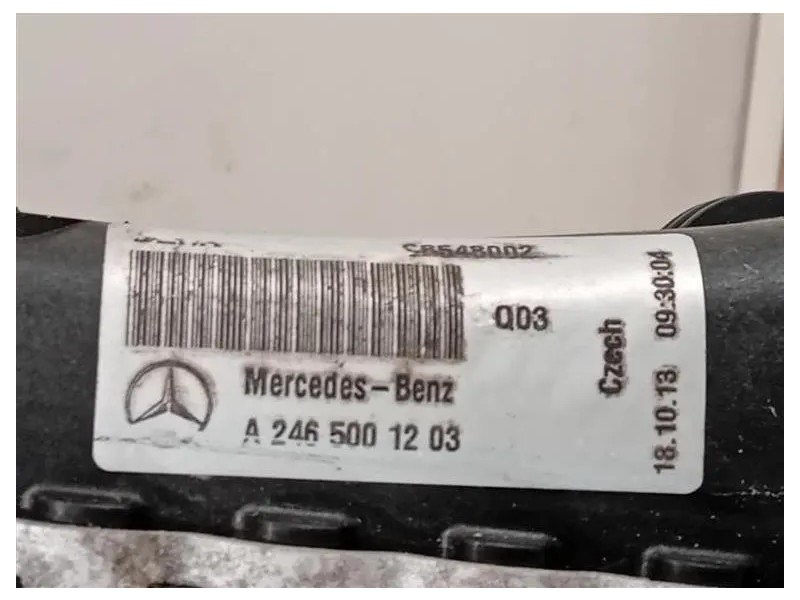 C8548002
Q03
Mercedes-Benz
A 246 500 12 03
Czech
18.10.13 09:30:04